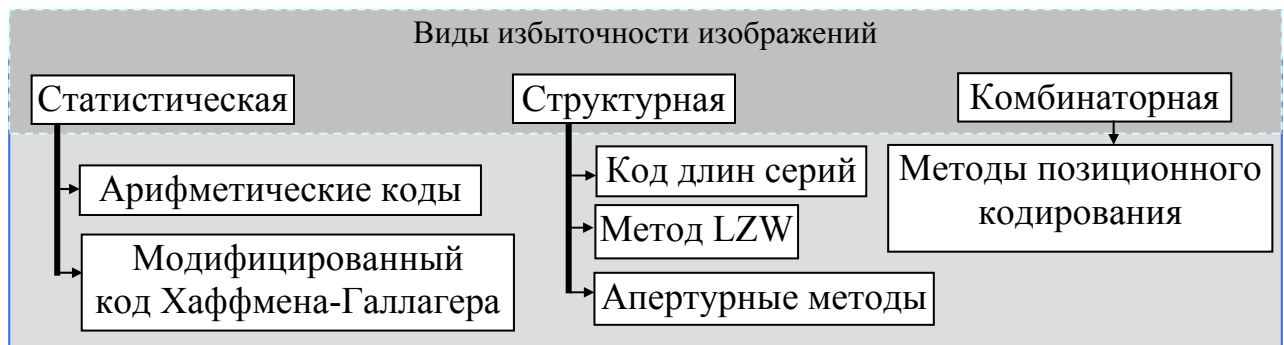 Виды избыточности изображений
Статистическая
Структурная
Комбинаторная
Арифметические коды
Модифицированный
код Хаффмена-Галлагера
Код длин серий
Метод LZW
Апертурные методы
Методы позиционного
кодирования